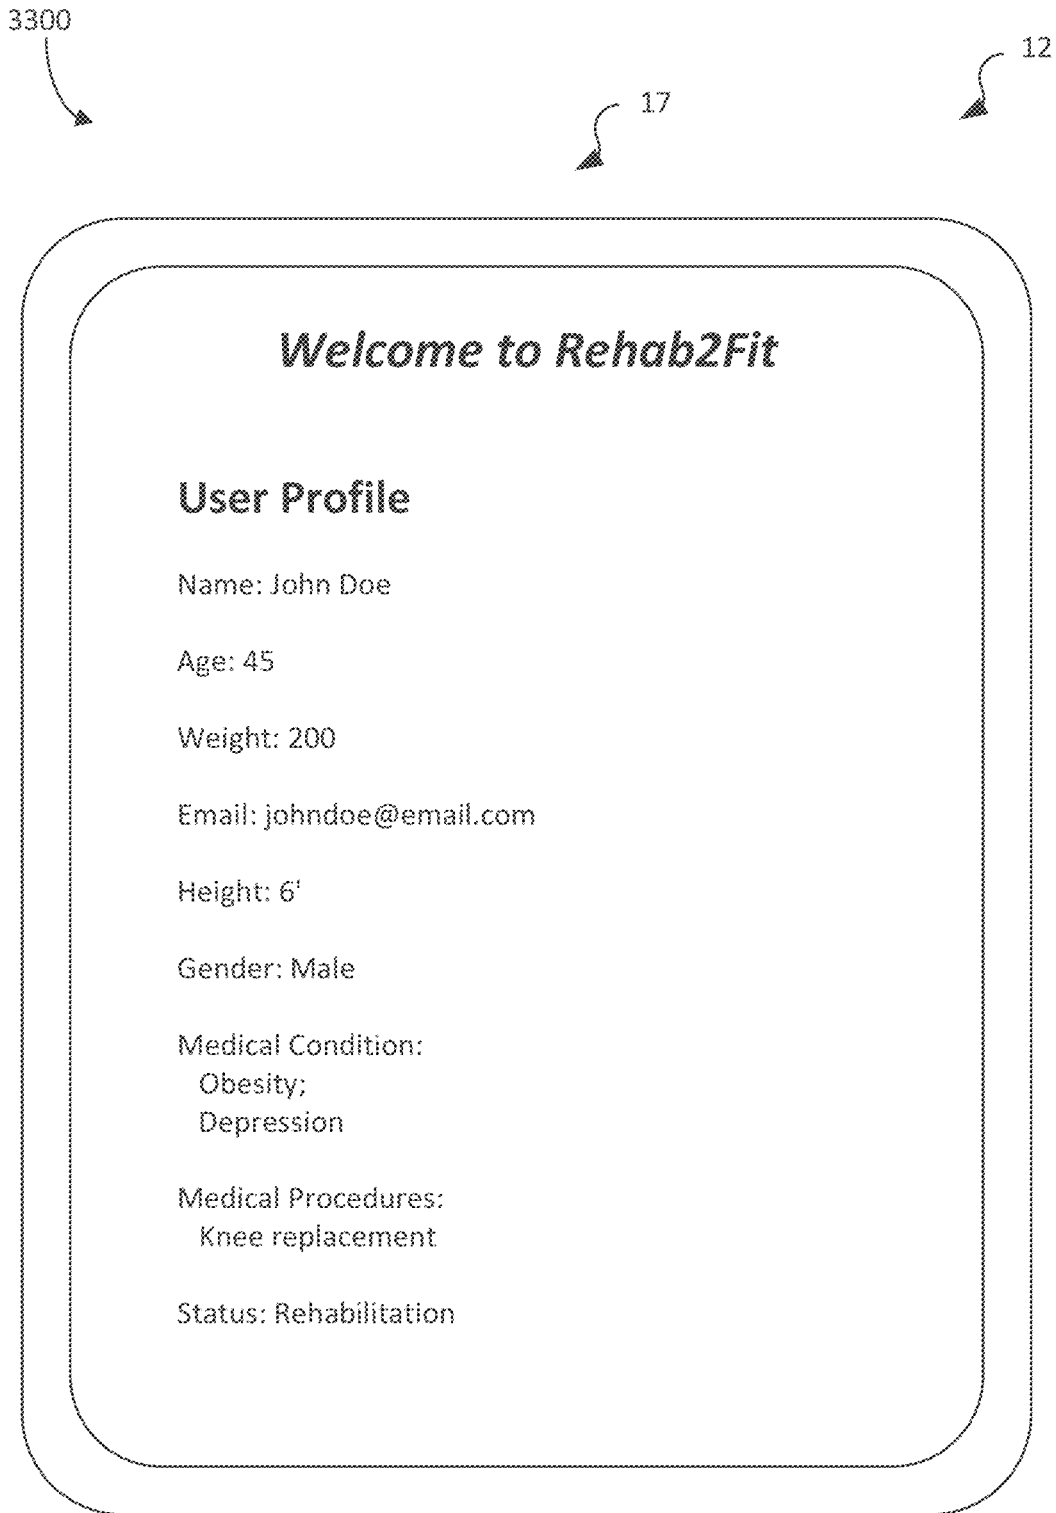 3300
12
17
Welcome to Rehab2Fit
User Profile
Name: John Doe
Age: 45
Weight: 200
Email: johndoe@email.com
Height: 6'
Gender: Male
Medical Condition:
Obesity;
Depression
Medical Procedures:
Knee replacement
Status: Rehabilitation